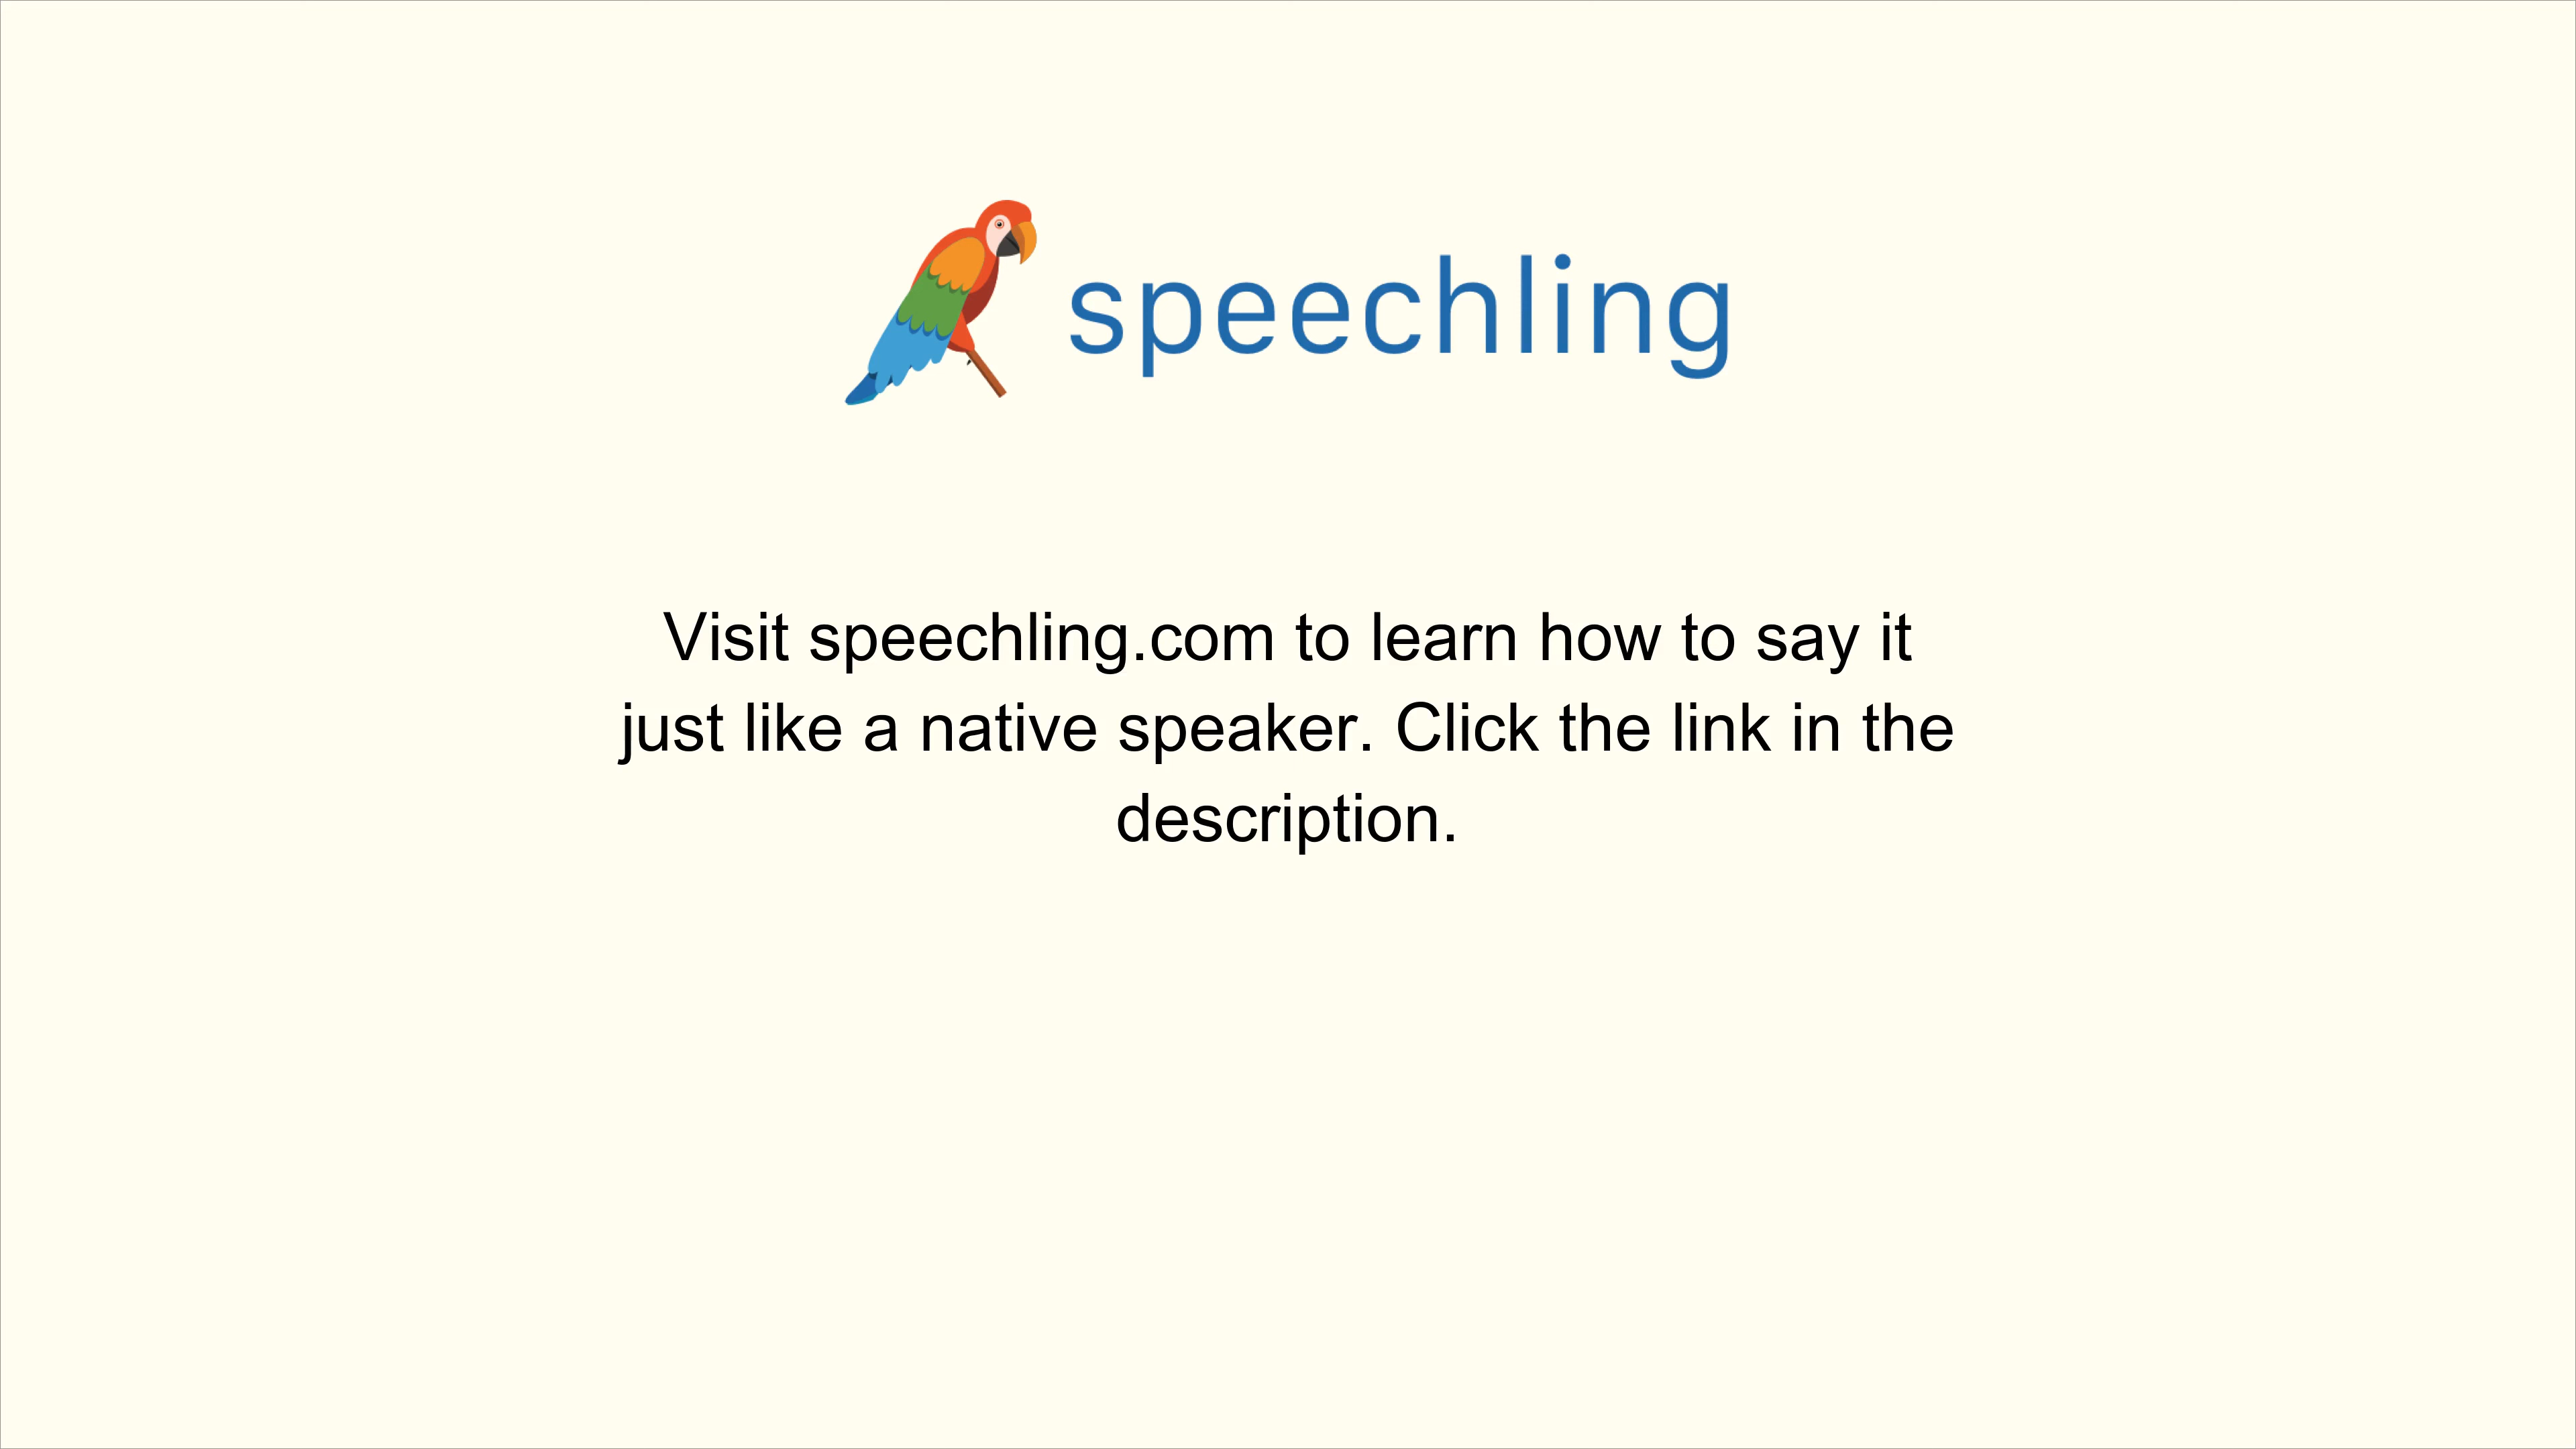 speechling
Visit speechling.com to learn how to say it
just like a native speaker. Click the link in the
description.